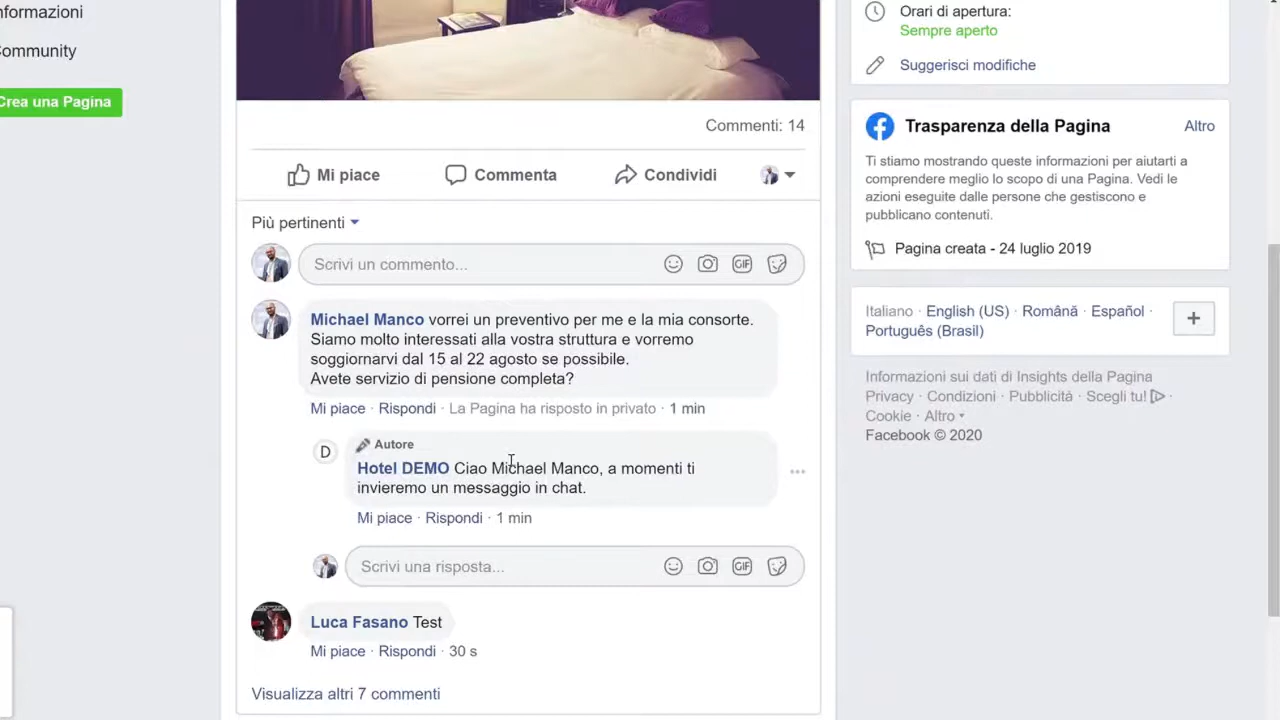 nformazioni
Community
Crea una Pagina
Commenti: 14
Mi piace
Commenta
Condividi
Più pertinenti
Scrivi un commento...
GIF
Michael Manco vorrei un preventivo per me e la mia consorte.
Siamo molto interessati alla vostra struttura e vorremo
soggiornarvi dal 15 al 22 agosto se possibile.
Avete servizio di pensione completa?
Mi piace · Rispondi · La Pagina ha risposto in privato · 1 min
D
Autore
Hotel DEMO Ciao Michael Manco, a momenti ti
invieremo un messaggio in chat.
Mi piace · Rispondi · 1 min
Scrivi una risposta...
GIF
Luca Fasano Test
Mi piace · Rispondi · 30 s
Visualizza altri 7 commenti
Orari di apertura:
Sempre aperto
Suggerisci modifiche
Trasparenza della Pagina
Altro
Ti stiamo mostrando queste informazioni per aiutarti a
comprendere meglio lo scopo di una Pagina. Vedi le
azioni eseguite dalle persone che gestiscono e
pubblicano contenuti.
Pagina creata - 24 luglio 2019
Italiano · English (US) · Română · Español ·
Português (Brasil)
Informazioni sui dati di Insights della Pagina
Privacy · Condizioni · Pubblicità · Scegli tu! ·
Cookie · Altro
Facebook © 2020